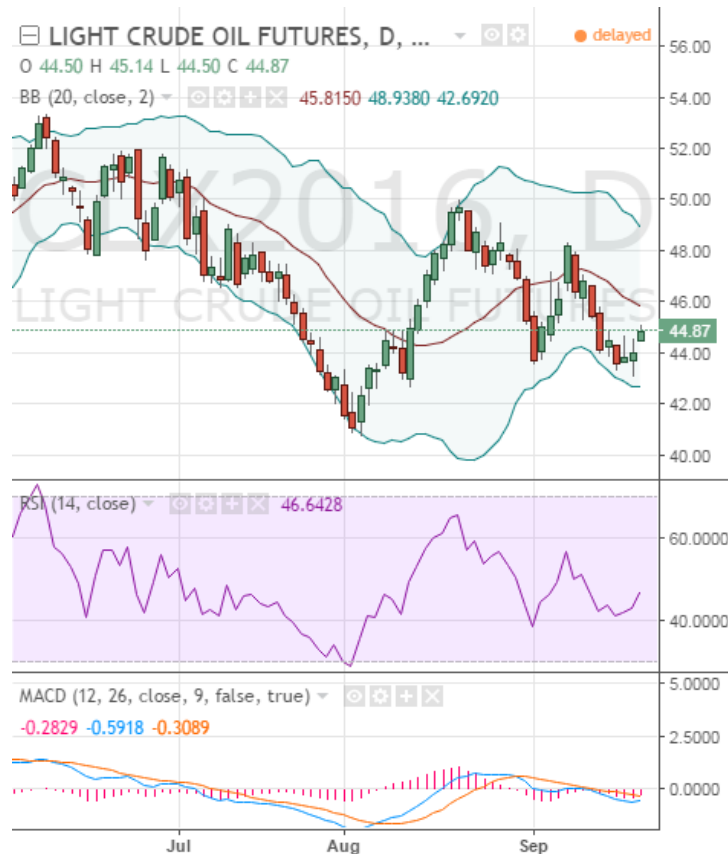 LIGHT CRUDE OIL FUTURES, D, ...
delayed
O 44.50 H 45.14 L 44.50 C 44.87
BB (20, close, 2) 45.8150 48.9380 42.6920
CLX2016, D
LIGHT CRUDE OIL FUTURES
56.00
54.00
52.00
50.00
48.00
46.00
44.87
44.00
42.00
40.00
RSI (14, close) 46.6428
60.0000
40.0000
MACD (12, 26, close, 9, false, true)
-0.2829 -0.5918 -0.3089
5.0000
2.5000
0.0000
Jul Aug Sep